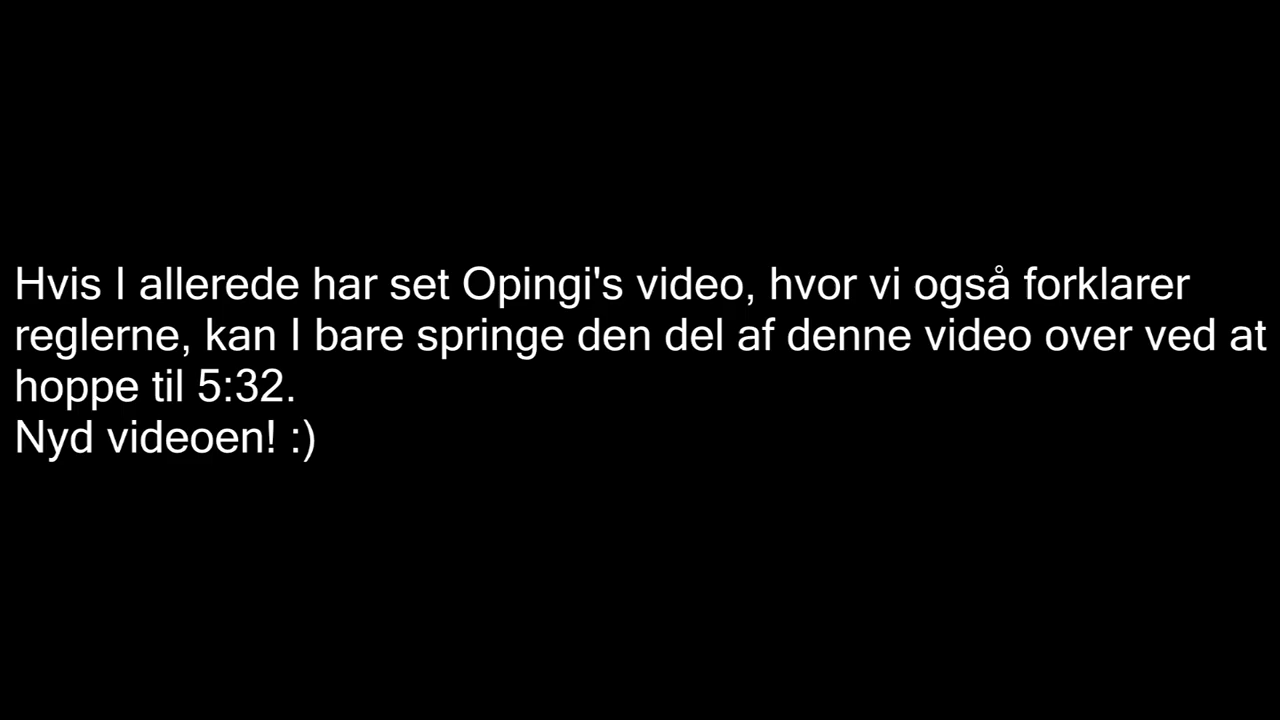 Hvis I allerede har set Opingi's video, hvor vi også forklarer
reglerne, kan I bare springe den del af denne video over ved at
hoppe til 5:32.
Nyd videoen! :)